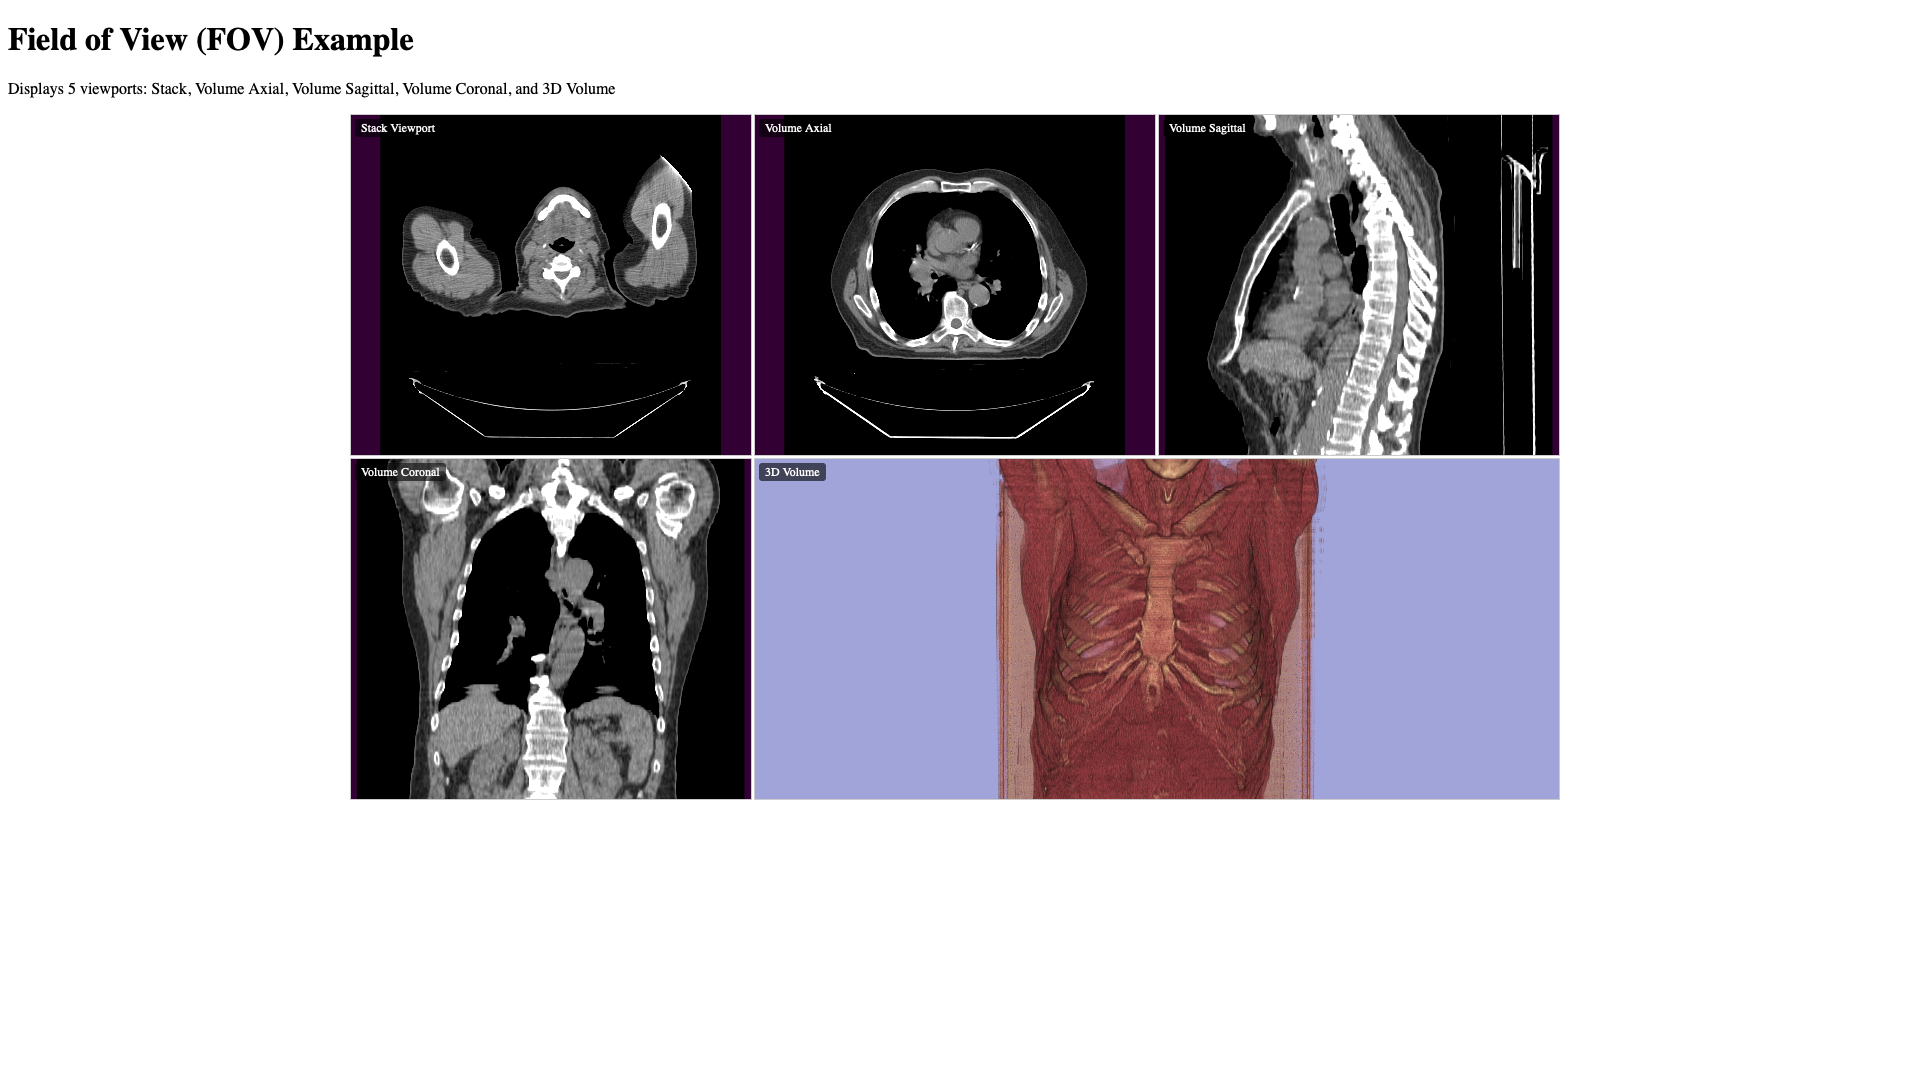 Field of View (FOV) Example
Displays 5 viewports: Stack, Volume Axial, Volume Sagittal, Volume Coronal, and 3D Volume
Stack Viewport
Volume Axial
Volume Sagittal
Volume Coronal
3D Volume